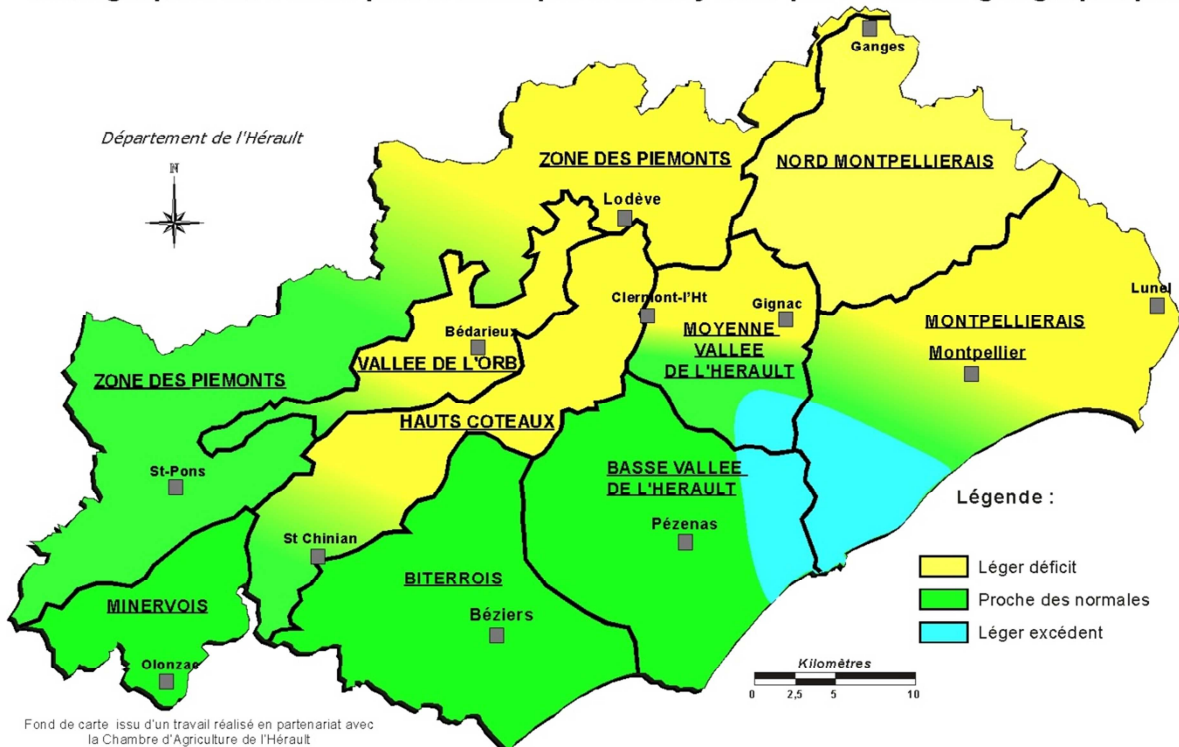 Ganges
Département de l'Hérault
N
ZONE DES PIEMONTS
NORD MONTPELLIERAIS
Lodève
Clermont-l'Ht
Gignac
Lunel
MOYENNE
VALLEE
DE L'HERAULT
MONTPELLIERAIS
Montpellier
Bédarieux
VALLEE DE L'ORB
ZONE DES PIEMONTS
HAUTS COTEAUX
St-Pons
BASSE VALLEE
DE L'HERAULT
Pézenas
St Chinian
BITERROIS
Béziers
MINERVOIS
Olonzac
Légende :
Léger déficit
Proche des normales
Léger excédent
Kilomètres
0 2,5 5 10
Fond de carte issu d'un travail réalisé en partenariat avec
la Chambre d'Agriculture de l'Hérault